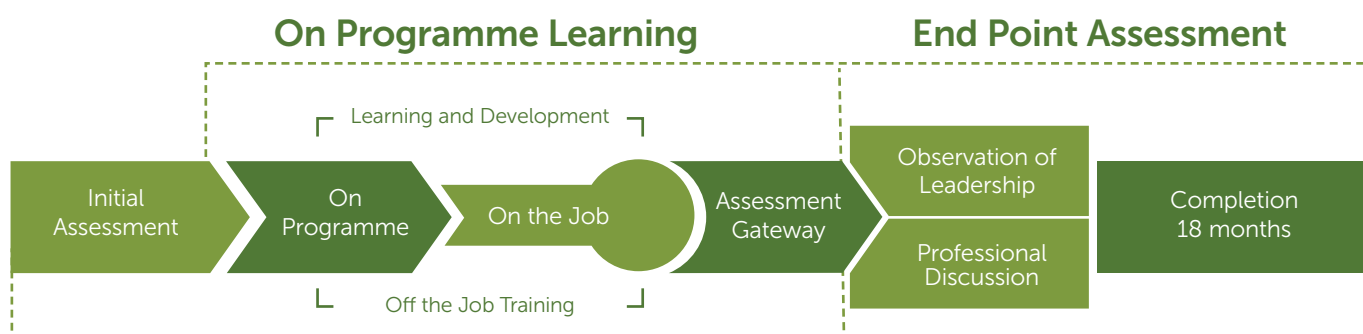 On Programme Learning
End Point Assessment
Learning and Development
Initial
Assessment
On
Programme
On the Job
Assessment
Gateway
Observation of
Leadership
Professional
Discussion
Completion
18 months
Off the Job Training